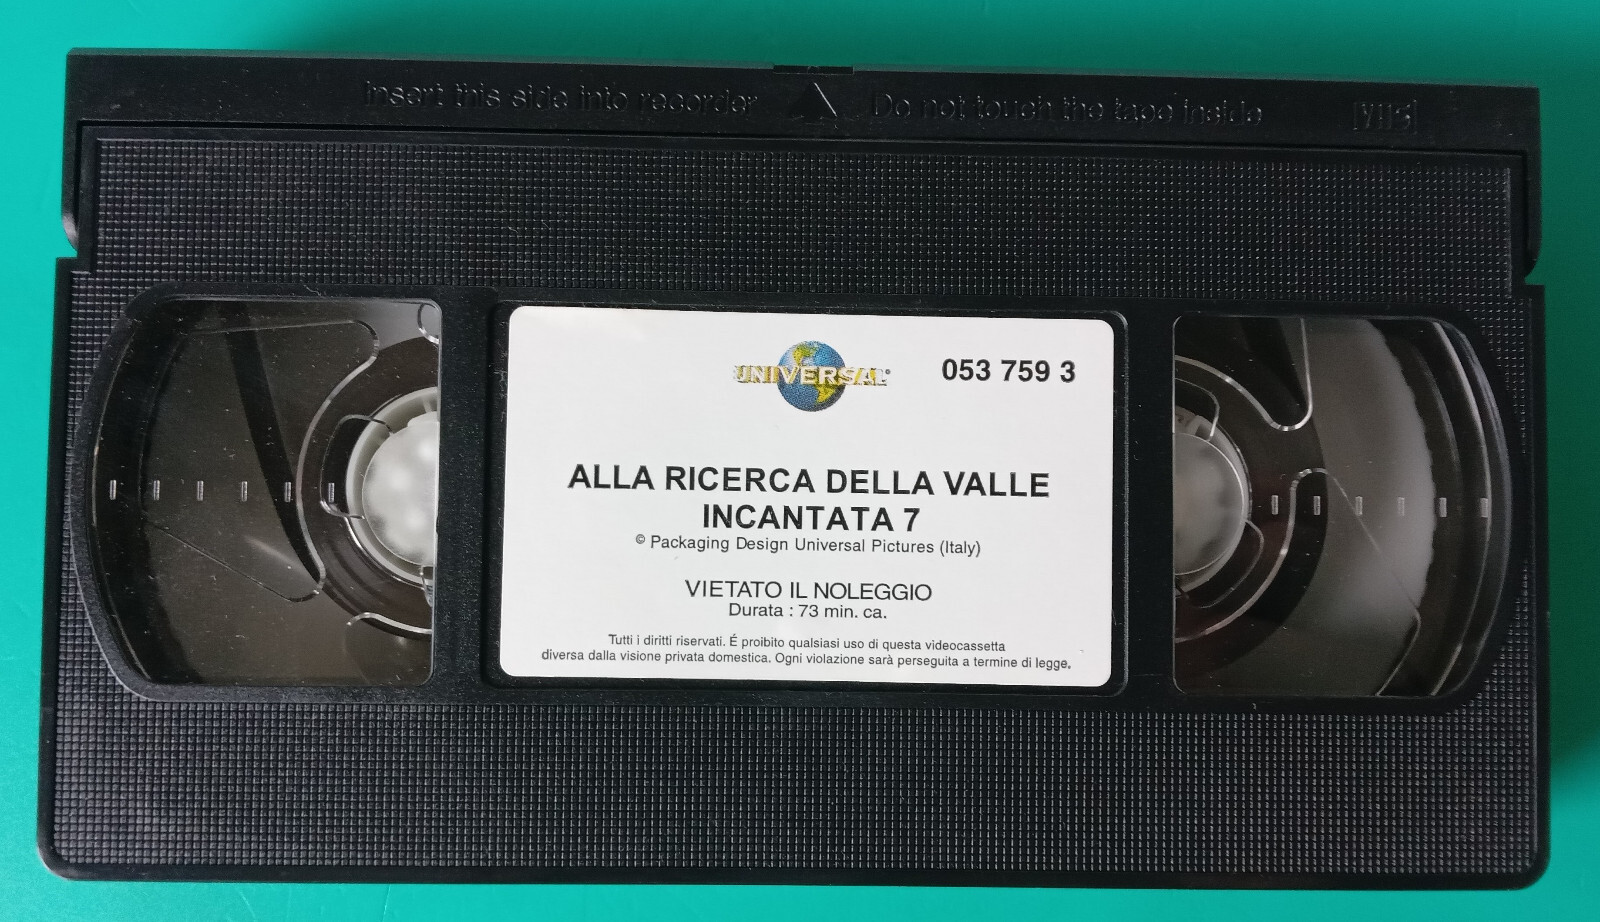 Insert this side into recorder Do not touch the tape inside VHS
UNIVERSAL® 053 759 3
ALLA RICERCA DELLA VALLE
INCANTATA 7
© Packaging Design Universal Pictures (Italy)
VIETATO IL NOLEGGIO
Durata : 73 min. ca.
Tutti i diritti riservati. É proibito qualsiasi uso di questa videocassetta
diversa dalla visione privata domestica. Ogni violazione sarà perseguita a termine di legge.